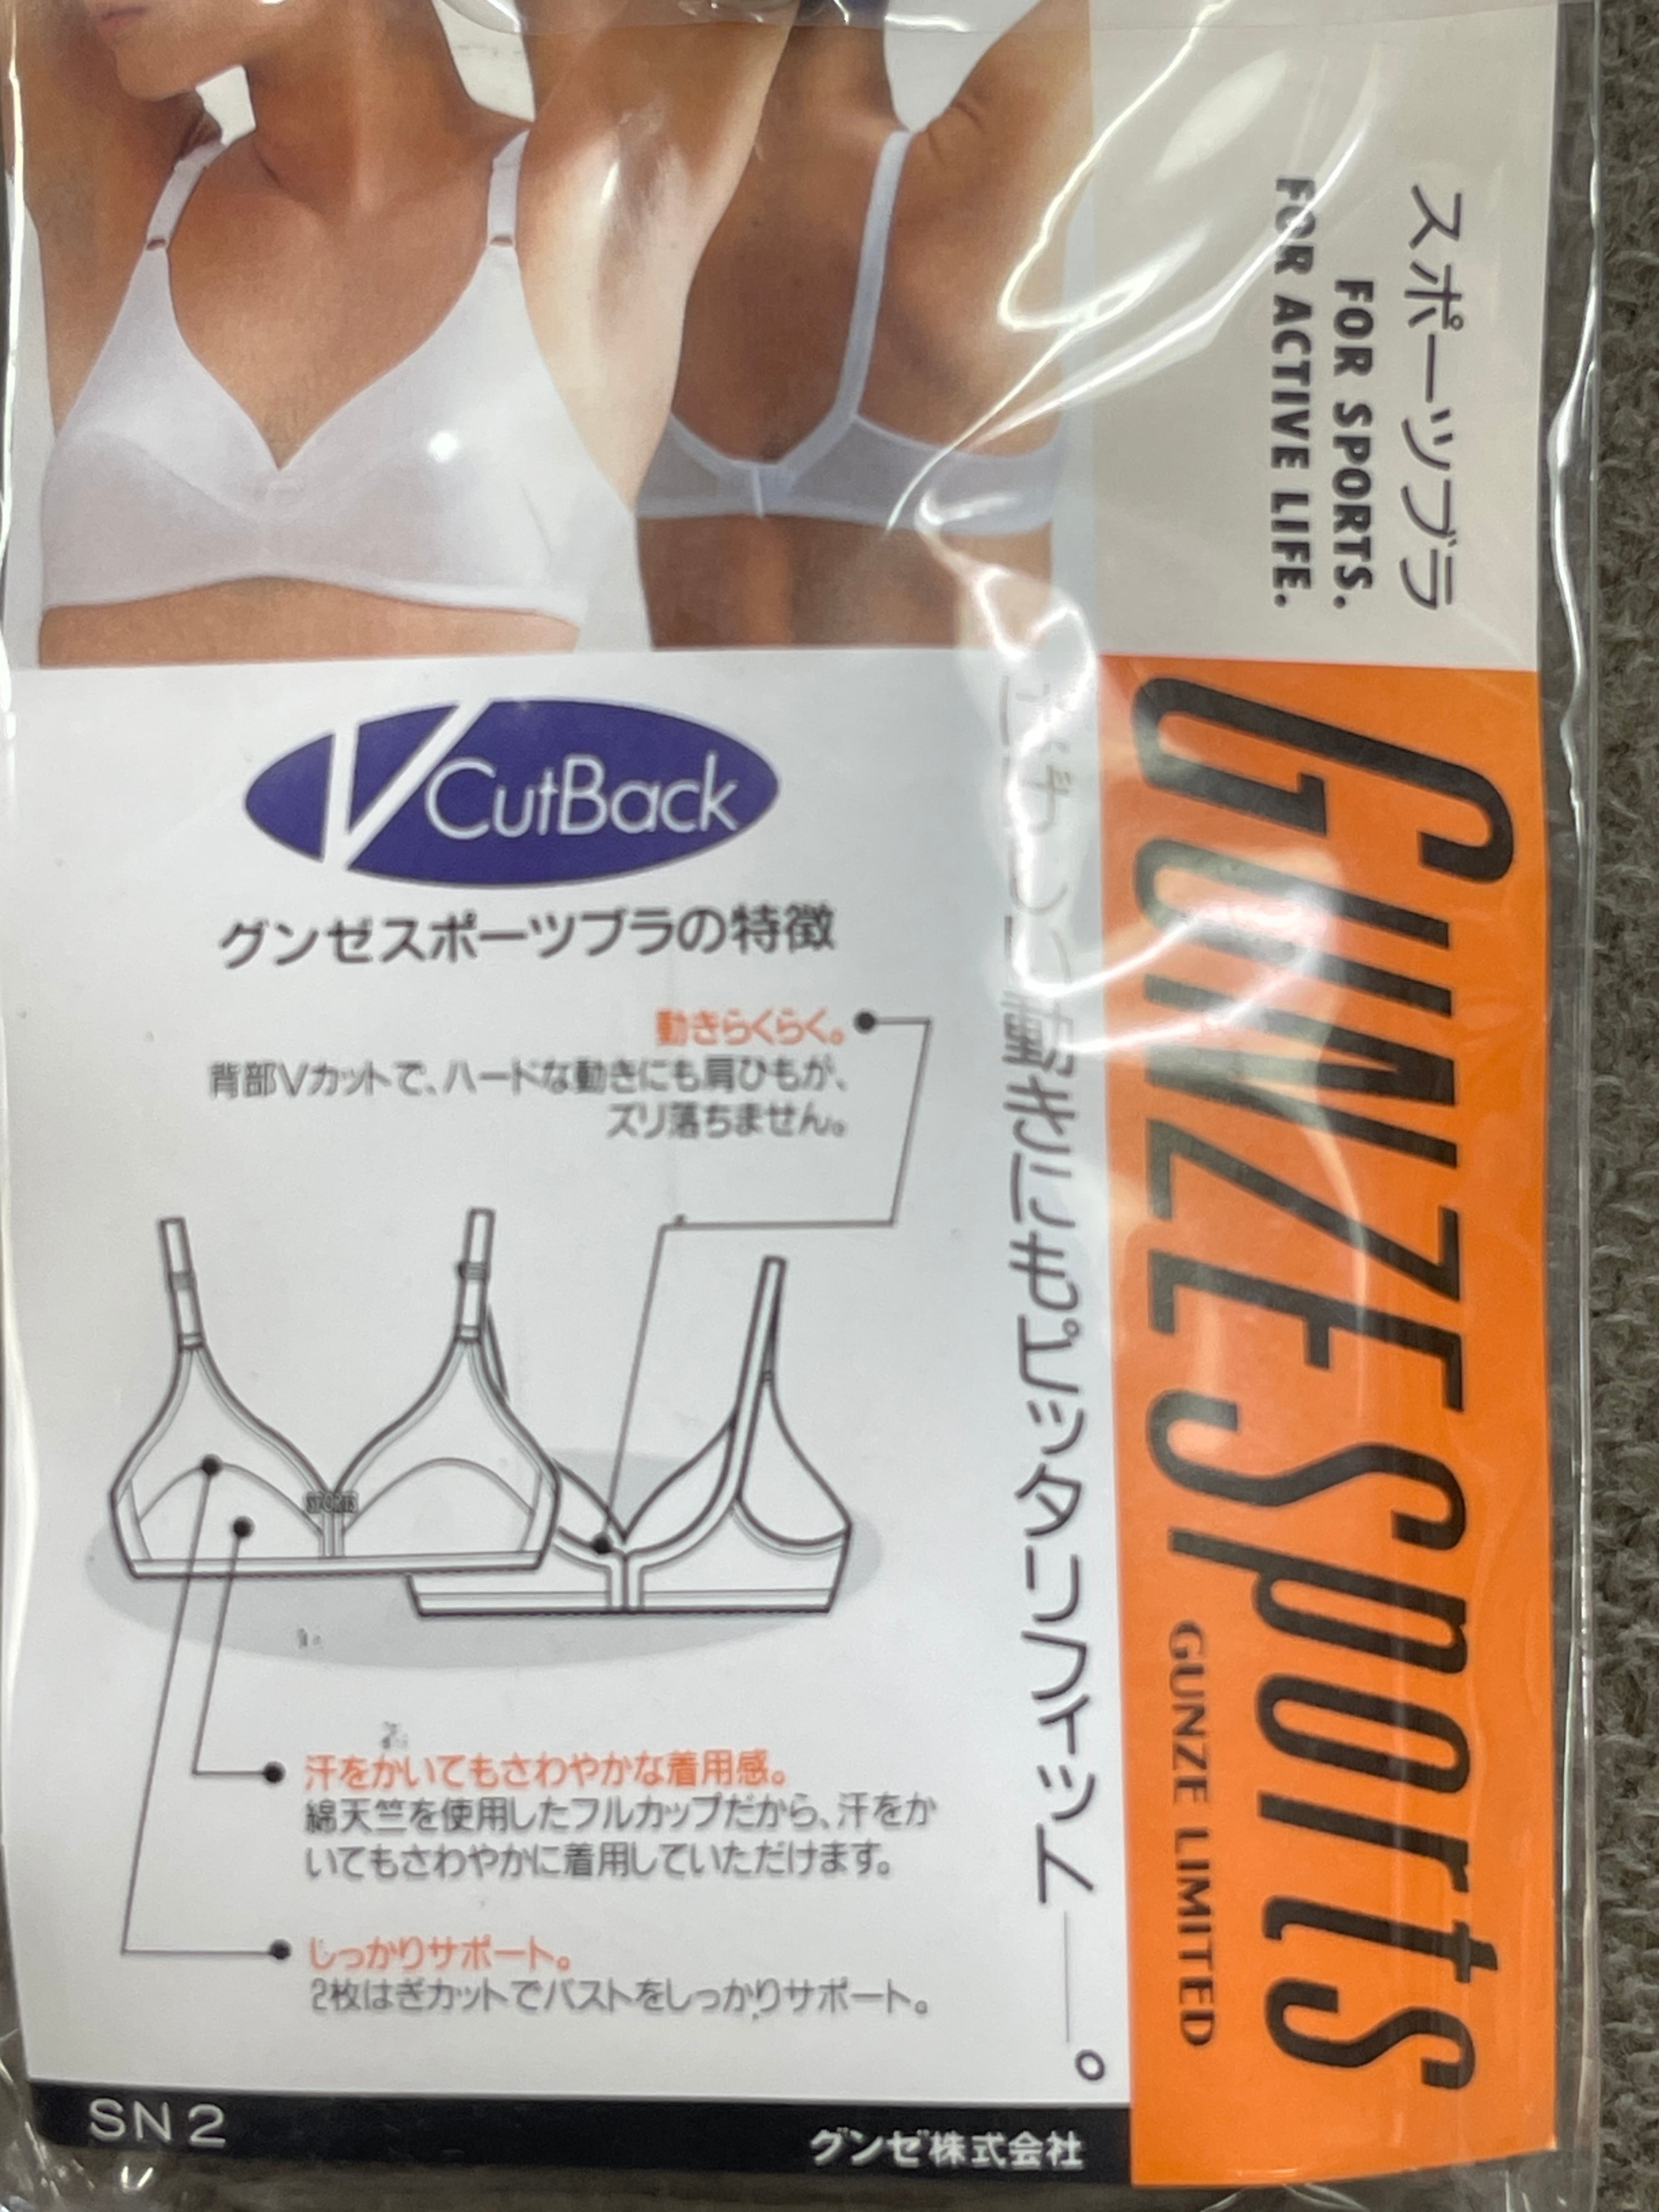 スポーツブラ
FOR SPORTS.
FOR ACTIVE LIFE.
GUNZE Sports
GUNZE LIMITED
動きにもピッタリフィット
V CutBack
グンゼスポーツブラの特徴
動きらくらく。
背部Vカットで、ハードな動きにも肩ひもが、
ズリ落ちません。
SPORTS
汗をかいてもさわやかな着用感。
綿天竺を使用したフルカップだから、汗をか
いてもさわやかに着用していただけます。
しっかりサポート。
2枚はぎカットでバストをしっかりサポート。
SN2
グンゼ株式会社